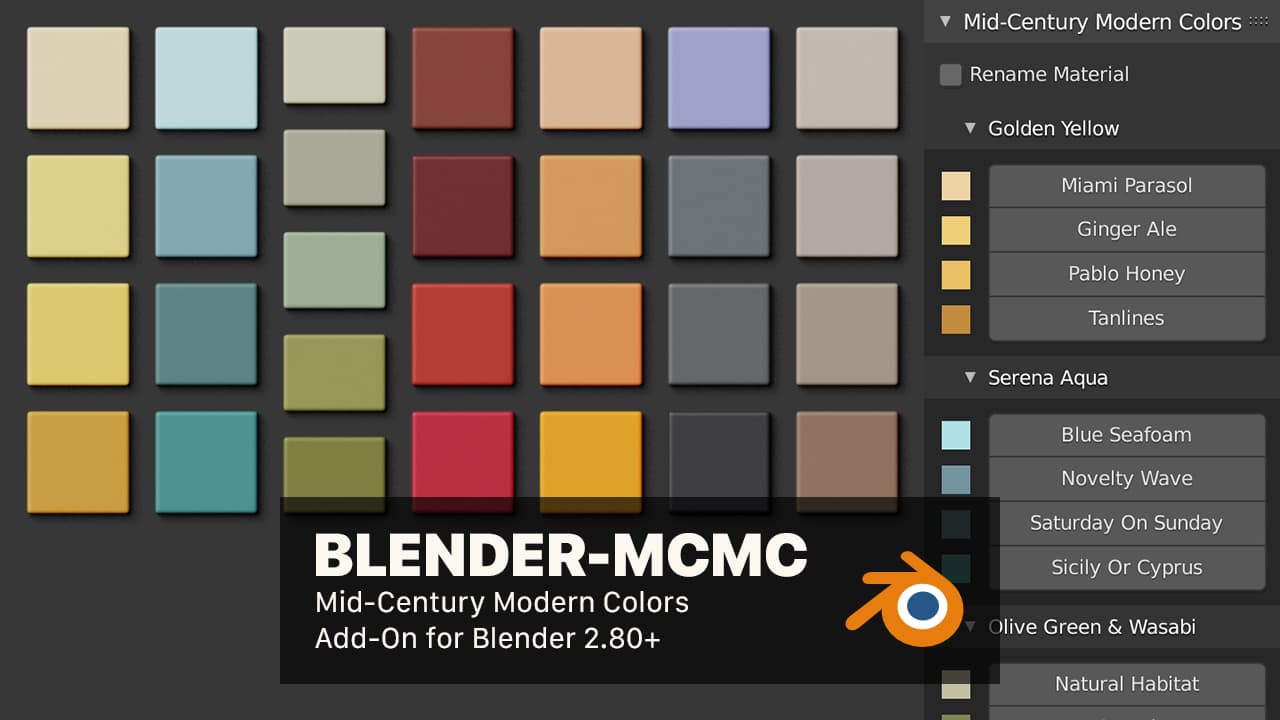 Mid-Century Modern Colors
Rename Material
Golden Yellow
Miami Parasol
Ginger Ale
Pablo Honey
Tanlines
Serena Aqua
Blue Seafoam
Novelty Wave
Saturday On Sunday
Sicily Or Cyprus
Olive Green & Wasabi
Natural Habitat
BLENDER-MCMC
Mid-Century Modern Colors
Add-On for Blender 2.80+